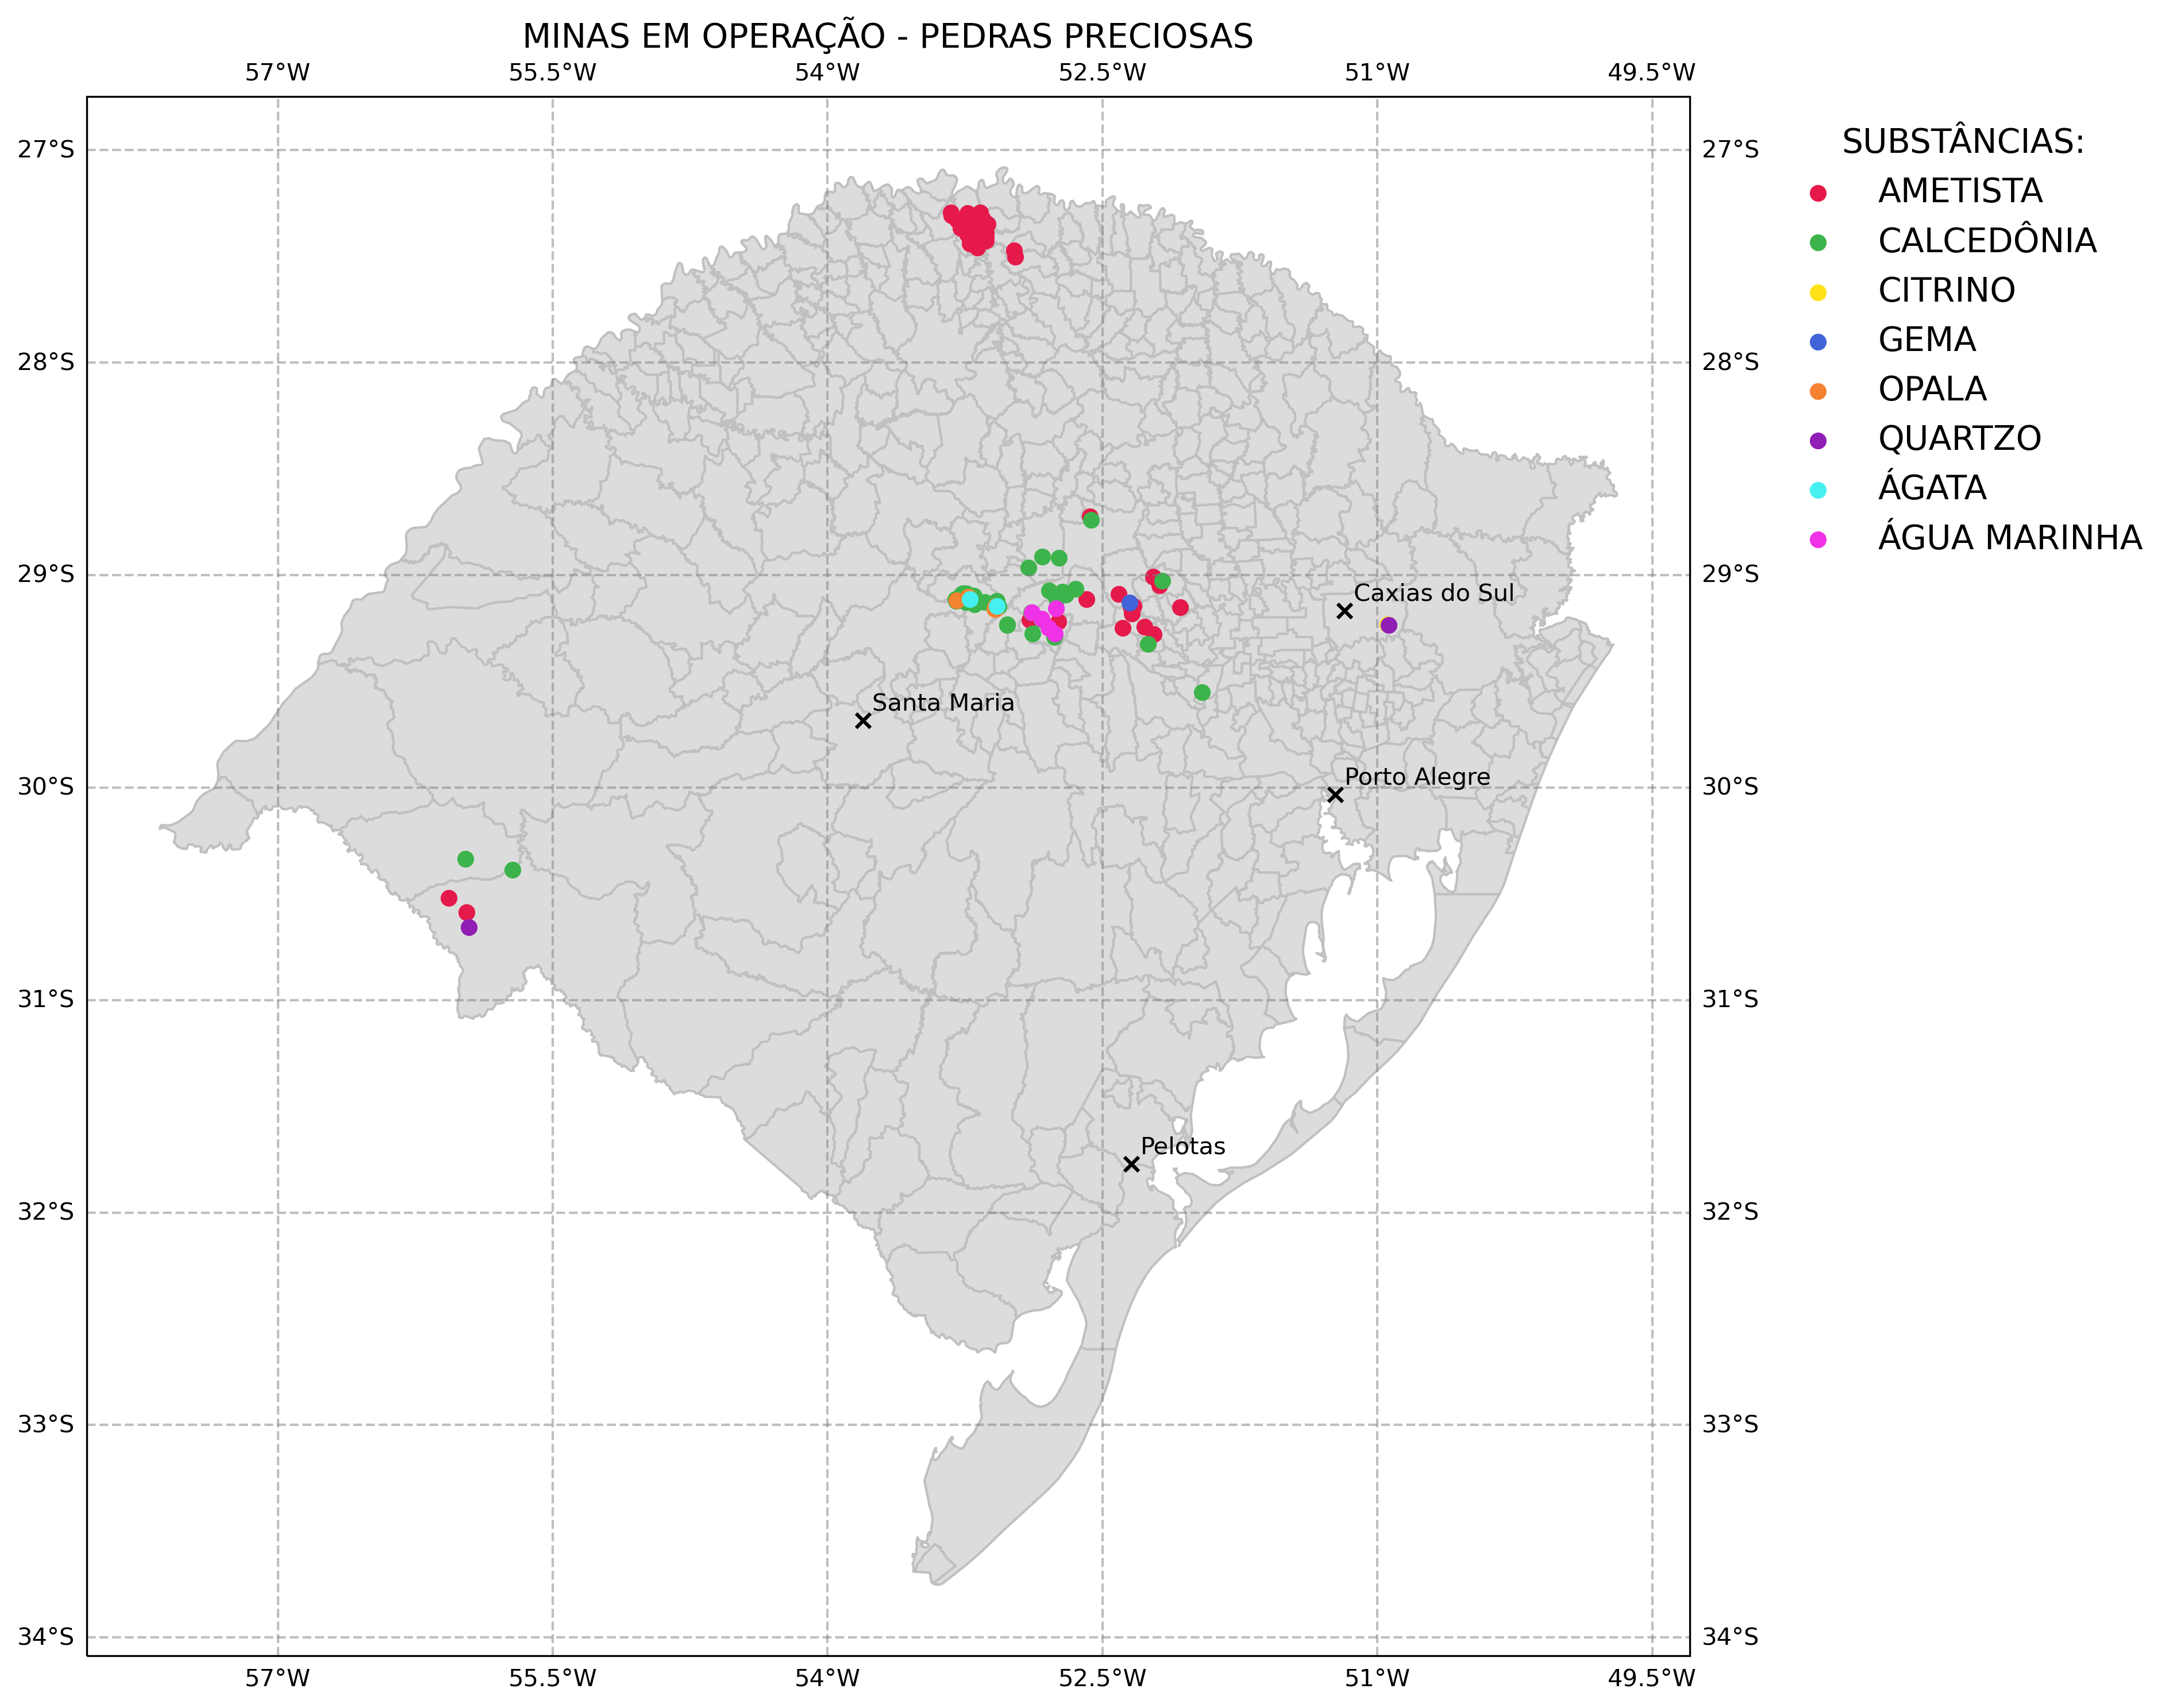 MINAS EM OPERAÇÃO - PEDRAS PRECIOSAS
57°W 55.5°W 54°W 52.5°W 51°W 49.5°W
27°S 27°S
SUBSTÂNCIAS:
AMETISTA
CALCEDÔNIA
CITRINO
GEMA
OPALA
QUARTZO
ÁGATA
ÁGUA MARINHA
28°S 28°S
29°S 29°S
Caxias do Sul
Santa Maria
Porto Alegre
30°S 30°S
31°S 31°S
Pelotas
32°S 32°S
33°S 33°S
34°S 34°S
57°W 55.5°W 54°W 52.5°W 51°W 49.5°W